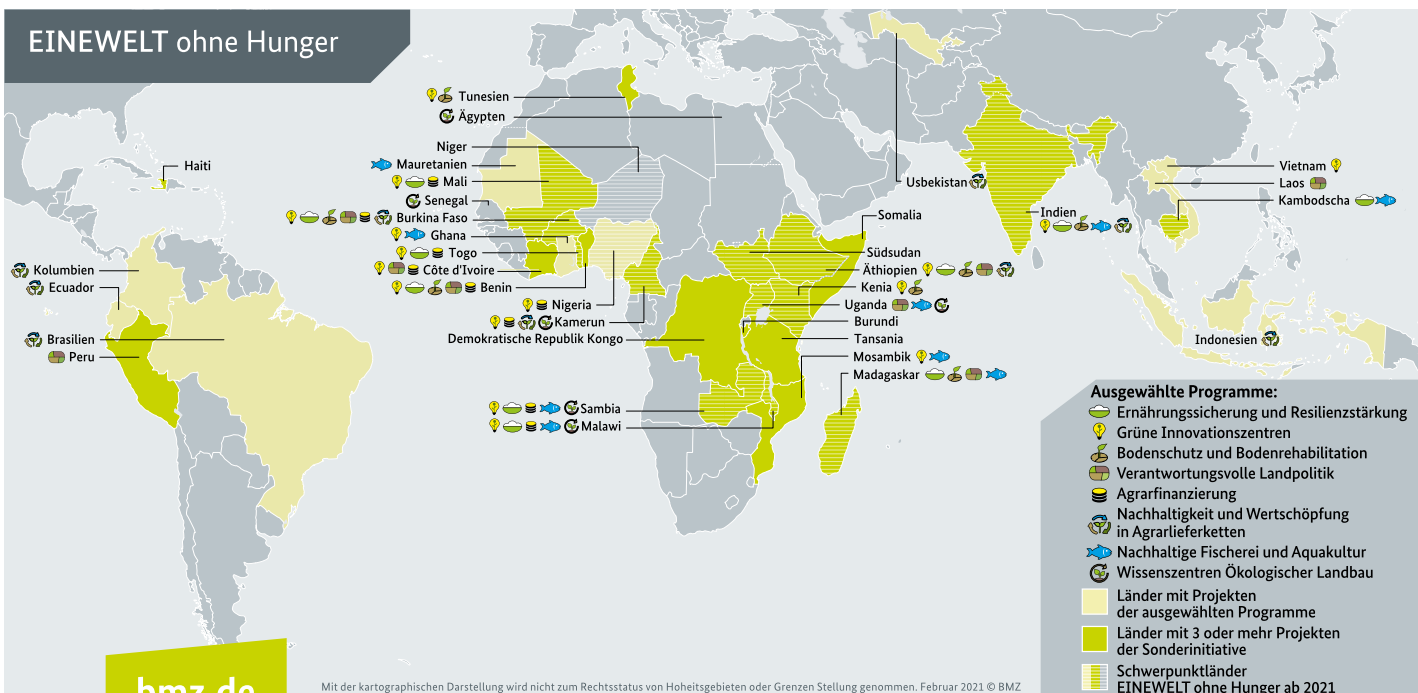 EINEWELT ohne Hunger
Tunesien
Ägypten
Niger
Mauretanien
Mali
Senegal
Burkina Faso
Ghana
Togo
Côte d'Ivoire
Benin
Nigeria
Kamerun
Demokratische Republik Kongo
Sambia
Malawi
Haiti
Kolumbien
Ecuador
Brasilien
Peru
Usbekistan
Somalia
Südsudan
Äthiopien
Kenia
Uganda
Burundi
Tansania
Mosambik
Madagaskar
Indien
Vietnam
Laos
Kambodscha
Indonesien
Ausgewählte Programme:
Ernährungssicherung und Resilienzstärkung
Grüne Innovationszentren
Bodenschutz und Bodenrehabilitation
Verantwortungsvolle Landpolitik
Agrarfinanzierung
Nachhaltigkeit und Wertschöpfung
in Agrarlieferketten
Nachhaltige Fischerei und Aquakultur
Wissenszentren Ökologischer Landbau
Länder mit Projekten
der ausgewählten Programme
Länder mit 3 oder mehr Projekten
der Sonderinitiative
Schwerpunktländer
EINEWELT ohne Hunger ab 2021
bmz.de
Mit der kartographischen Darstellung wird nicht zum Rechtsstatus von Hoheitsgebieten oder Grenzen Stellung genommen. Februar 2021 © BMZ